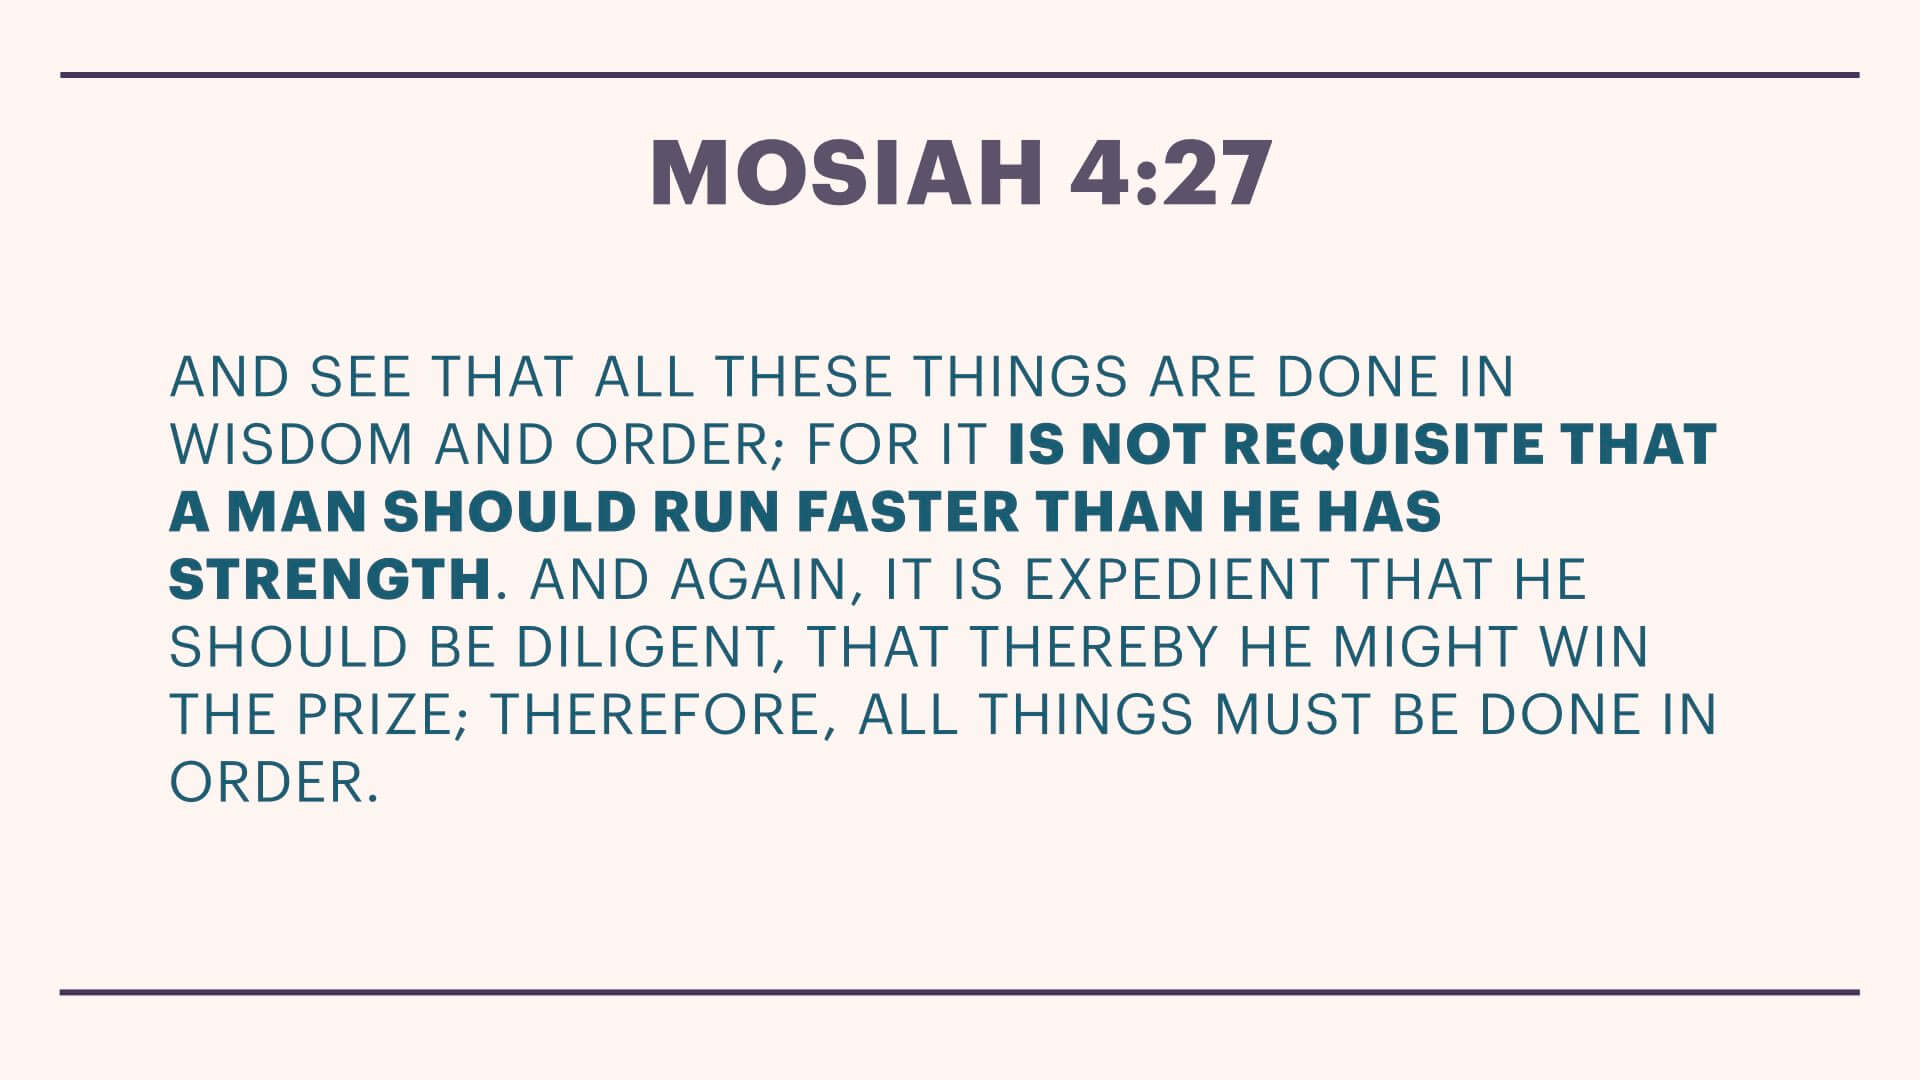 MOSIAH 4:27
AND SEE THAT ALL THESE THINGS ARE DONE IN
WISDOM AND ORDER; FOR IT IS NOT REQUISITE THAT
A MAN SHOULD RUN FASTER THAN HE HAS
STRENGTH. AND AGAIN, IT IS EXPEDIENT THAT HE
SHOULD BE DILIGENT, THAT THEREBY HE MIGHT WIN
THE PRIZE; THEREFORE, ALL THINGS MUST BE DONE IN
ORDER.